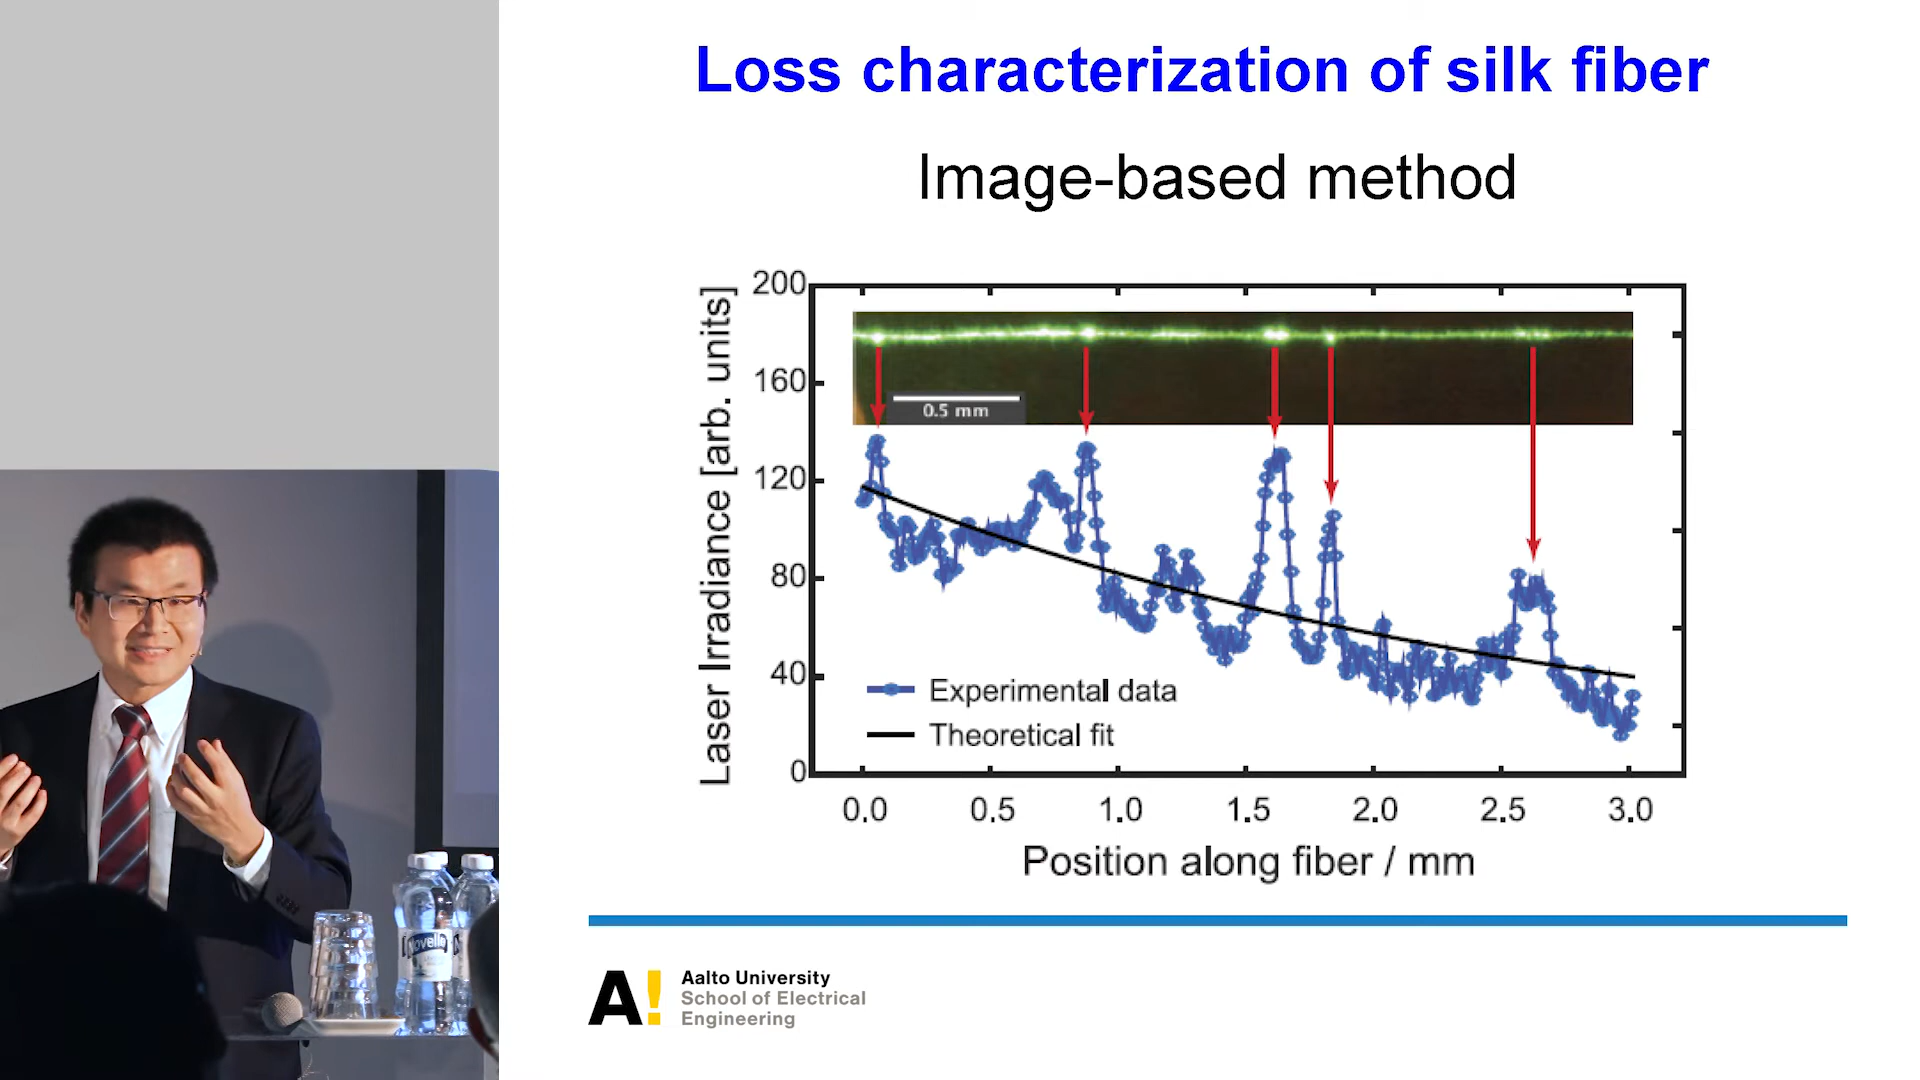 Loss characterization of silk fiber
Image-based method
Laser Irradiance [arb. units]
200
160
120
80
40
0
0.5 mm
Experimental data
Theoretical fit
0.0 0.5 1.0 1.5 2.0 2.5 3.0
Position along fiber / mm
A!
Aalto University
School of Electrical
Engineering
Novelle